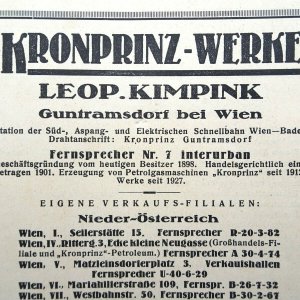 KRONPRINZ-WERKE
LEOP. KIMPINK
Guntramsdorf bei Wien
tation der Süd-, Aspang- und Elektrischen Schnellbahn Wien—Bade
Drahtanschrift: Kronprinz Guntramsdorf
Fernsprecher Nr. 7 interurban
eschäftsgründung vom heutigen Besitzer 1898. Handelsgerichtlich ein
etragen 1901. Erzeugung von Petrolgasmaschinen „Kronprinz" seit 191
Werke seit 1927.
EIGENE VERKAUFS-FILIALEN:
Nieder-Österreich
Wien, I., Seilerstätte 15. Fernsprecher R-20-3-82
Wien, IV., Ritterg. 3, Ecke kleine Neugasse (Großhandels-Fi-
liale und „Kronprinz"-Petroleum.) Fernsprecher A 30-4-74
Wien, V., Matzleinsdorferplatz 3. Verkaufshallen
Fernsprecher U-40-6-29
Wien, VI., Mariahilferstraße 109, Fernspr. B-26-7-32
Wien, VII., Westbahnstr. 50, Fernsprecher B-30-2-67